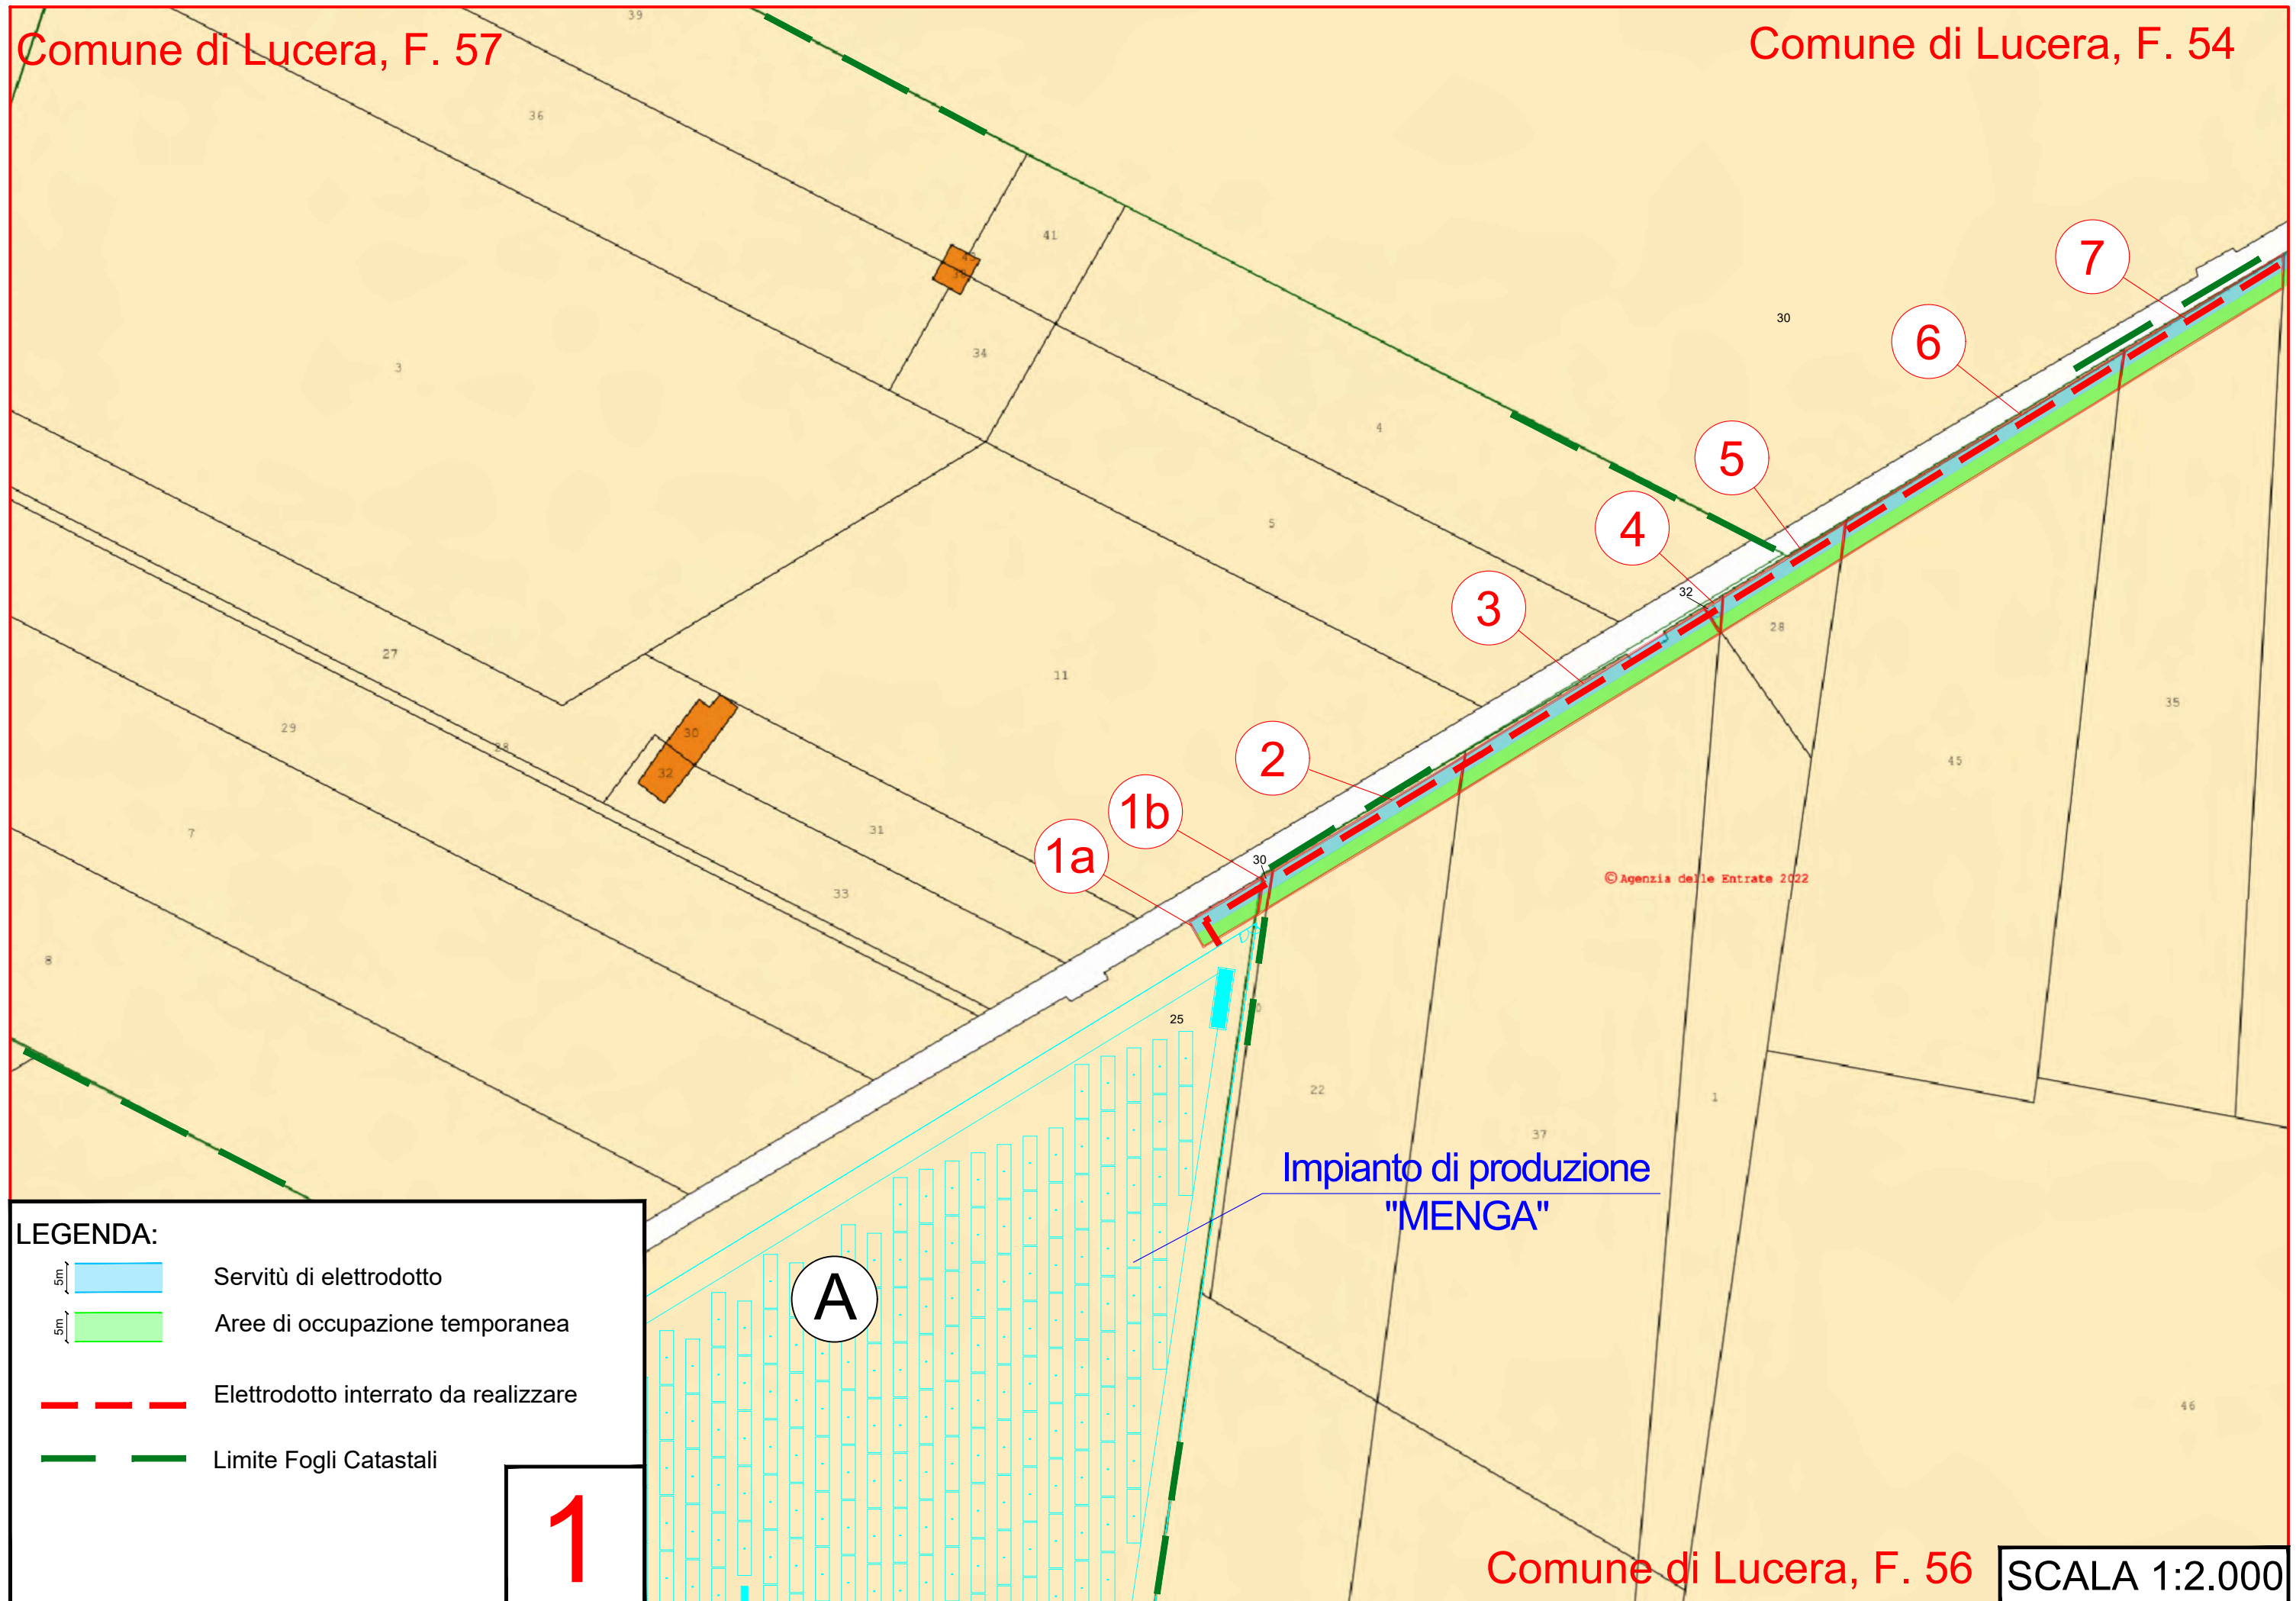 39
Comune di Lucera, F. 57
Comune di Lucera, F. 54
36
41
7
30
6
34
3
4
5
5
4
32
3
28
27
11
35
29
28
30
2
45
32
1b
7
31
30
1a
© Agenzia delle Entrate 2022
33
8
25
22
1
37
Impianto di produzione
"MENGA"
LEGENDA:
5m
Servitù di elettrodotto
A
5m
Aree di occupazione temporanea
Elettrodotto interrato da realizzare
46
Limite Fogli Catastali
1
Comune di Lucera, F. 56
SCALA 1:2.000